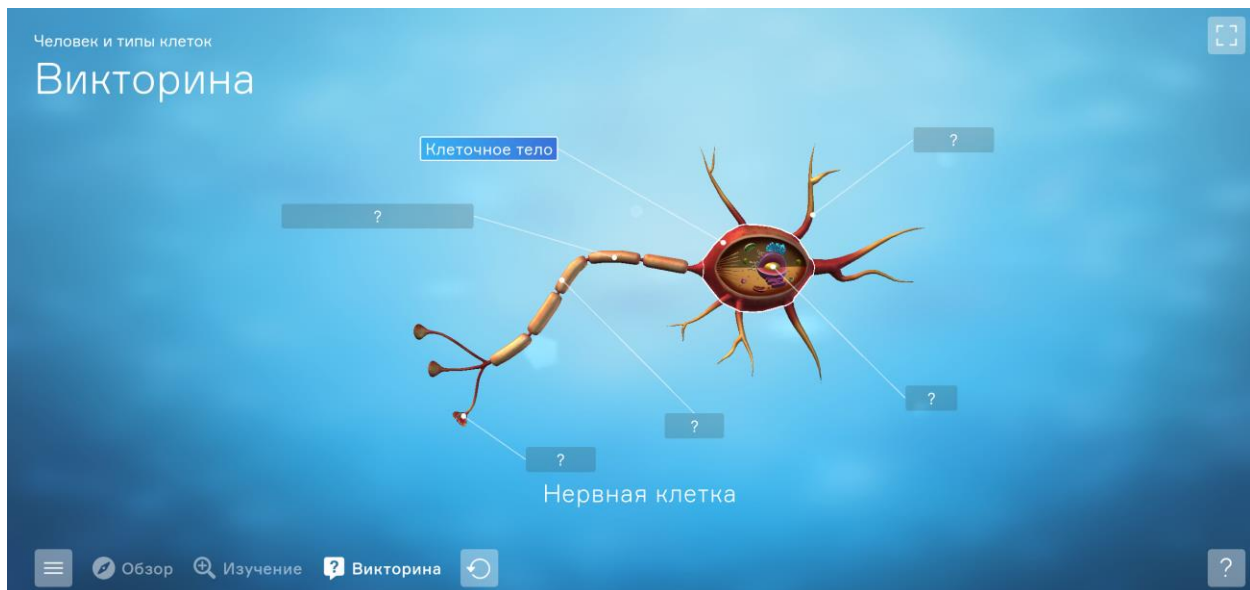 Человек и типы клеток
Викторина
Клеточное тело
?
?
?
?
?
Нервная клетка
Обзор
Изучение
? Викторина
?